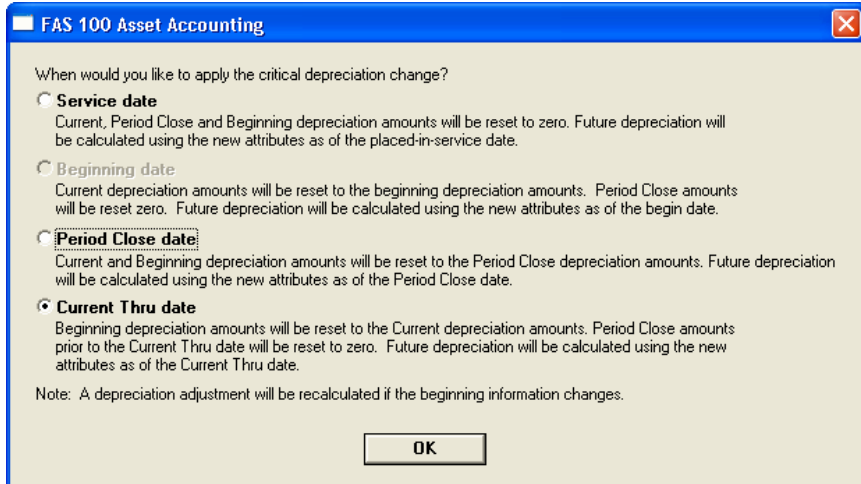 FAS 100 Asset Accounting
When would you like to apply the critical depreciation change?
Service date
Current, Period Close and Beginning depreciation amounts will be reset to zero. Future depreciation will
be calculated using the new attributes as of the placed-in-service date.
Beginning date
Current depreciation amounts will be reset to the beginning depreciation amounts. Period Close amounts
will be reset zero. Future depreciation will be calculated using the new attributes as of the begin date.
Period Close date
Current and Beginning depreciation amounts will be reset to the Period Close depreciation amounts. Future depreciation
will be calculated using the new attributes as of the Period Close date.
Current Thru date
Beginning depreciation amounts will be reset to the Current depreciation amounts. Period Close amounts
prior to the Current Thru date will be reset to zero. Future depreciation will be calculated using the new
attributes as of the Current Thru date.
Note: A depreciation adjustment will be recalculated if the beginning information changes.
OK